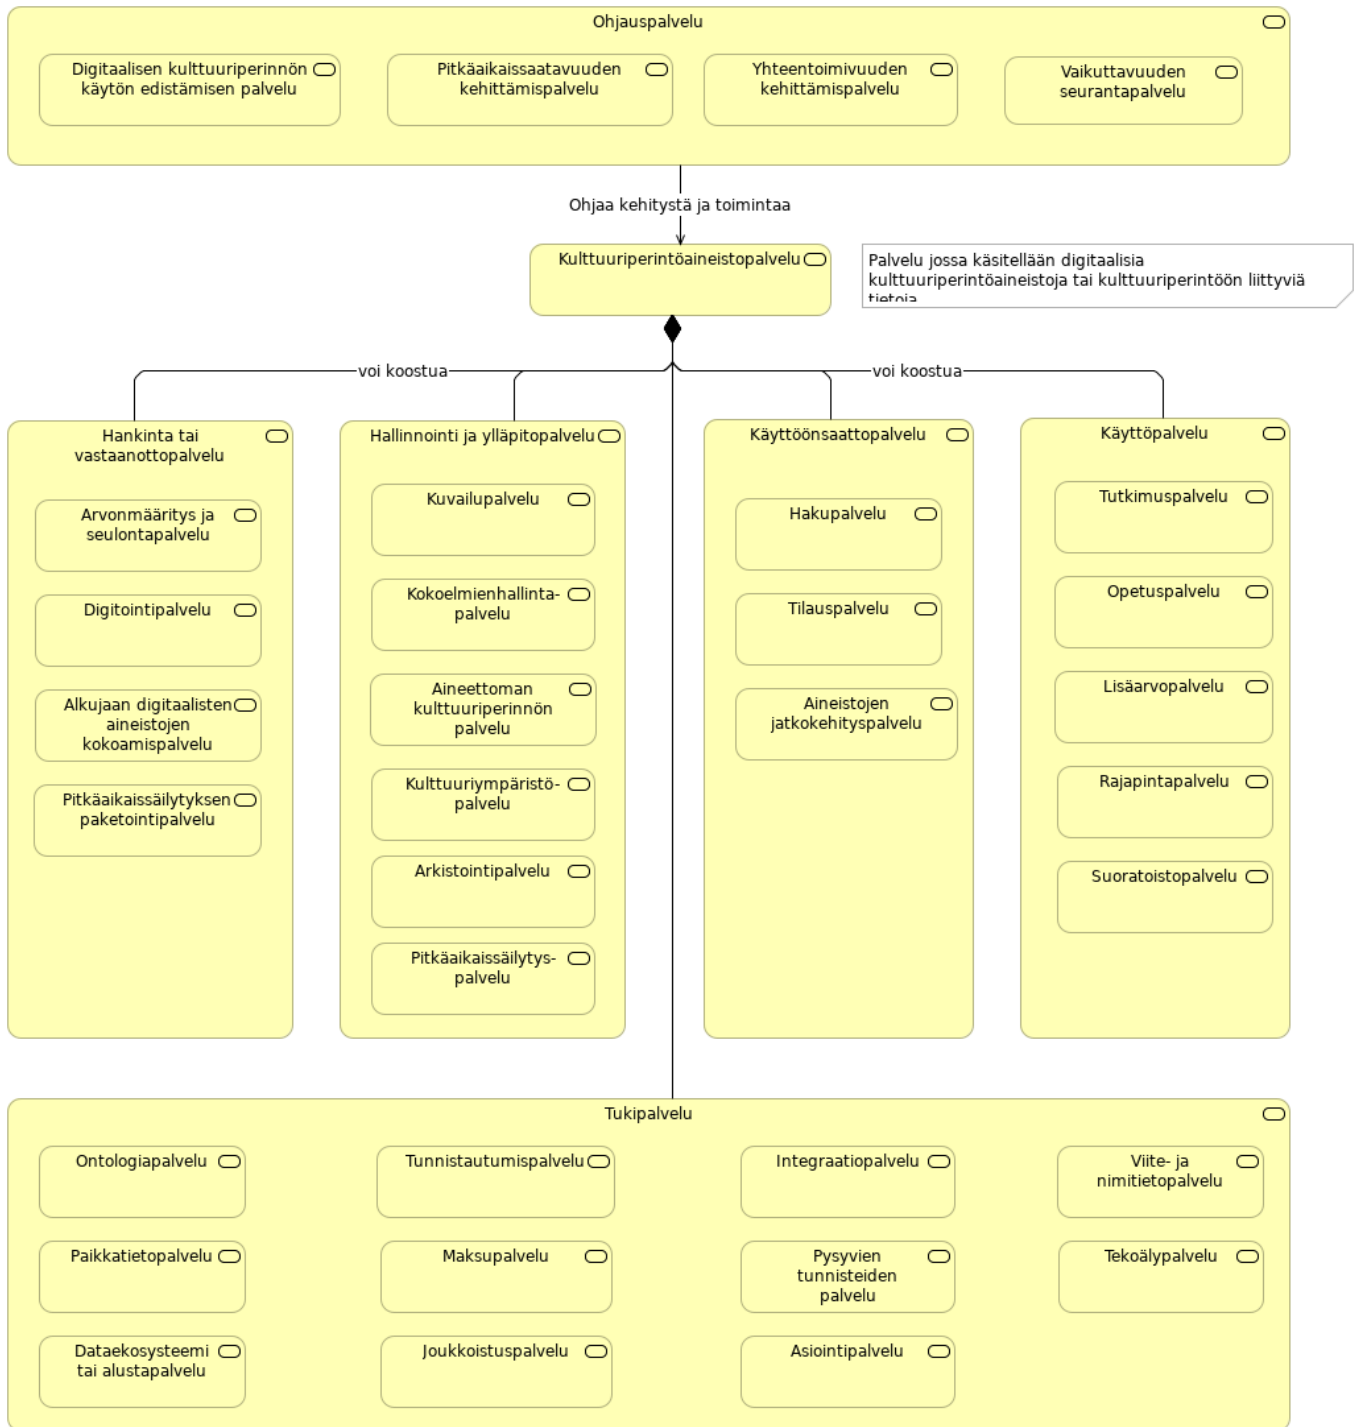 Ohjauspalvelu
Digitaalisen kulttuuriperinnön
käytön edistämisen palvelu
Pitkäaikaissaatavuuden
kehittämispalvelu
Yhteentoimivuuden
kehittämispalvelu
Vaikuttavuuden
seurantapalvelu
Ohjaa kehitystä ja toimintaa
Kulttuuriperintöaineistopalvelu
Palvelu jossa käsitellään digitaalisia
kulttuuriperintöaineistoja tai kulttuuriperintöön liittyviä
tietoja
voi koostua
voi koostua
Hankinta tai
vastaanottopalvelu
Arvonmääritys ja
seulontapalvelu
Digitointipalvelu
Alkujaan digitaalisten
aineistojen
kokoamispalvelu
Pitkäaikaissäilytyksen
paketointipalvelu
Hallinnointi ja ylläpitopalvelu
Kuvailupalvelu
Kokoelmienhallinta-
palvelu
Aineettoman
kulttuuriperinnön
palvelu
Kulttuuriympäristö-
palvelu
Arkistointipalvelu
Pitkäaikaissäilytys-
palvelu
Käyttöönsaattopalvelu
Hakupalvelu
Tilauspalvelu
Aineistojen
jatkokehityspalvelu
Käyttöpalvelu
Tutkimuspalvelu
Opetuspalvelu
Lisäarvopalvelu
Rajapintapalvelu
Suoratoistopalvelu
Tukipalvelu
Ontologiapalvelu
Tunnistautumispalvelu
Integraatiopalvelu
Viite- ja
nimitietopalvelu
Paikkatietopalvelu
Maksupalvelu
Pysyvien
tunnisteiden
palvelu
Tekoälypalvelu
Dataekosysteemi
tai alustapalvelu
Joukkoistuspalvelu
Asiointipalvelu